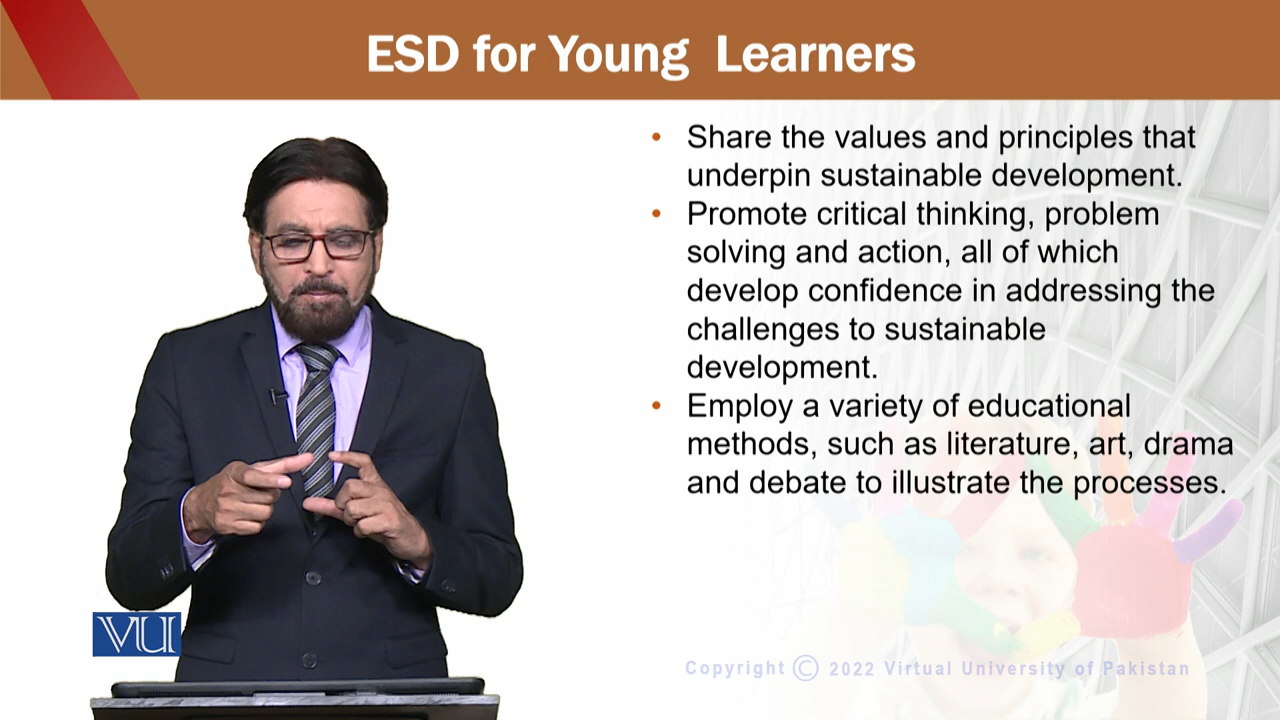 ESD for Young Learners
• Share the values and principles that
underpin sustainable development.
• Promote critical thinking, problem
solving and action, all of which
develop confidence in addressing the
challenges to sustainable
development.
• Employ a variety of educational
methods, such as literature, art, drama
and debate to illustrate the processes.
VU
Copyright © 2022 Virtual University of Pakistan